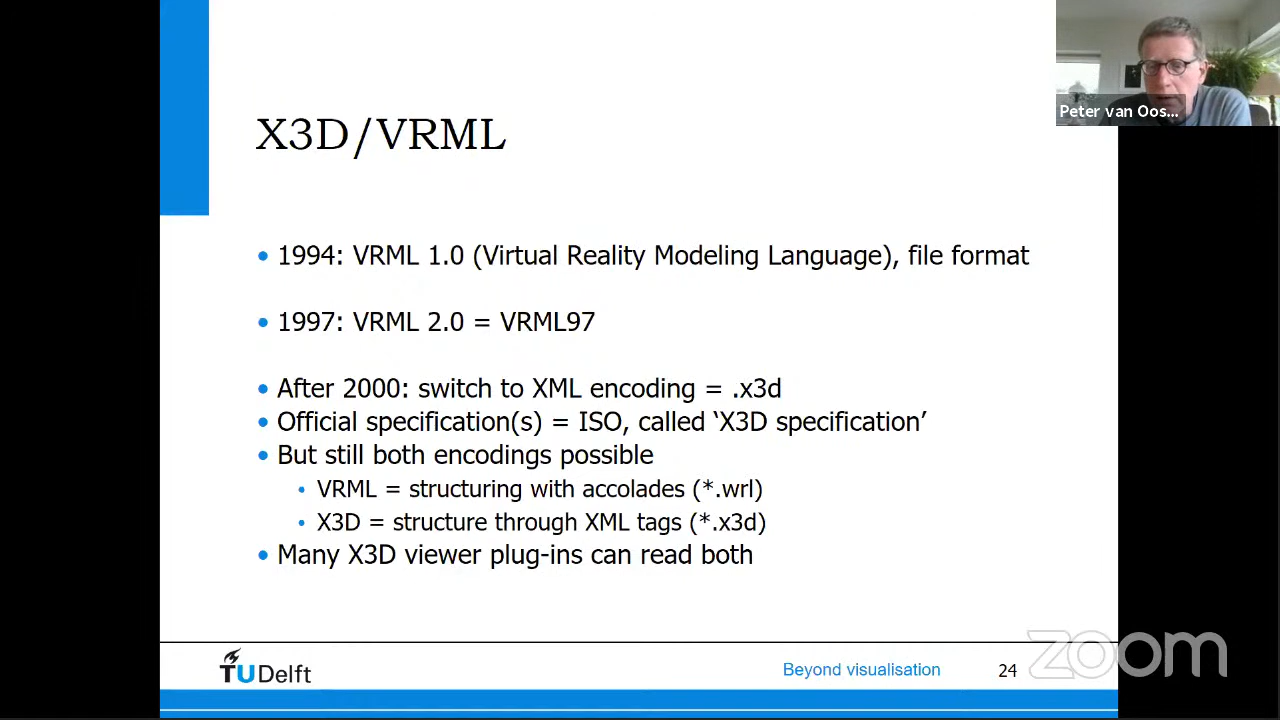 Peter van Oos...
X3D/VRML
• 1994: VRML 1.0 (Virtual Reality Modeling Language), file format
• 1997: VRML 2.0 = VRML97
• After 2000: switch to XML encoding = .x3d
• Official specification(s) = ISO, called ‘X3D specification’
• But still both encodings possible
• VRML = structuring with accolades (*.wrl)
• X3D = structure through XML tags (*.x3d)
• Many X3D viewer plug-ins can read both
TUDelft
Beyond visualisation
24
zoom